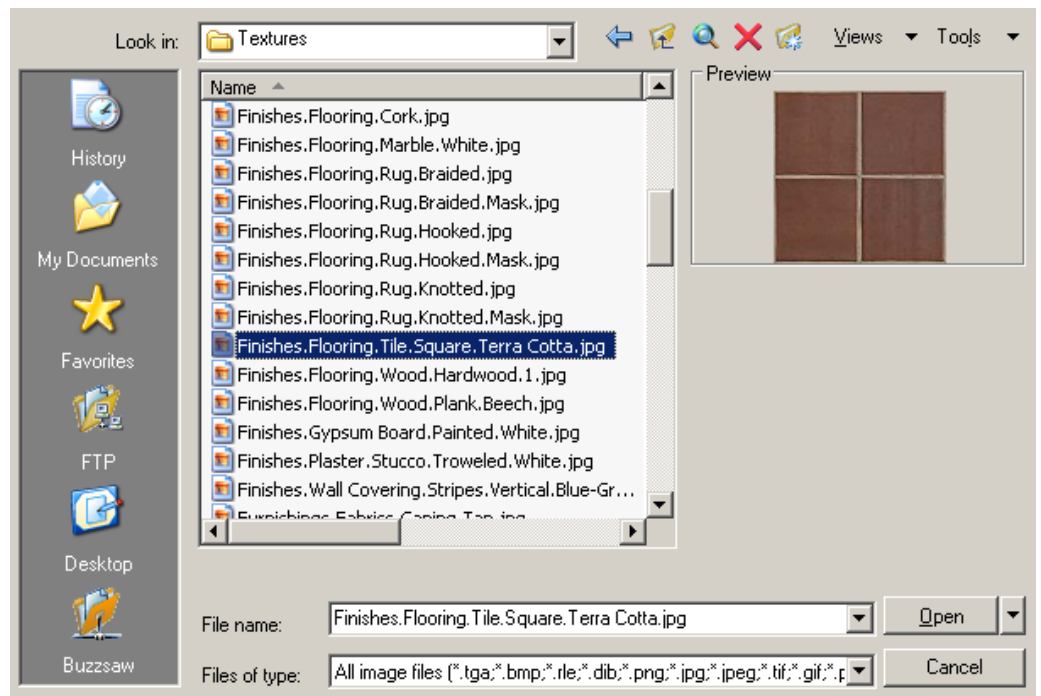 Look in:
Textures
Views
Tools
History
My Documents
Favorites
FTP
Desktop
Buzzsaw
Name
Finishes.Flooring.Cork.jpg
Finishes.Flooring.Marble.White.jpg
Finishes.Flooring.Rug.Braided.jpg
Finishes.Flooring.Rug.Braided.Mask.jpg
Finishes.Flooring.Rug.Hooked.jpg
Finishes.Flooring.Rug.Hooked.Mask.jpg
Finishes.Flooring.Rug.Knotted.jpg
Finishes.Flooring.Rug.Knotted.Mask.jpg
Finishes.Flooring.Tile.Square.Terra Cotta.jpg
Finishes.Flooring.Wood.Hardwood.1.jpg
Finishes.Flooring.Wood.Plank.Beech.jpg
Finishes.Gypsum Board.Painted.White.jpg
Finishes.Plaster.Stucco.Troweled.White.jpg
Finishes.Wall Covering.Stripes.Vertical.Blue-Gr...
Preview
File name:
Finishes.Flooring.Tile.Square.Terra Cotta.jpg
Open
Files of type:
All image files (*.tga;*.bmp;*.rle;*.dib;*.png;*.jpg;*.jpeg;*.tif;*.gif;*.p
Cancel